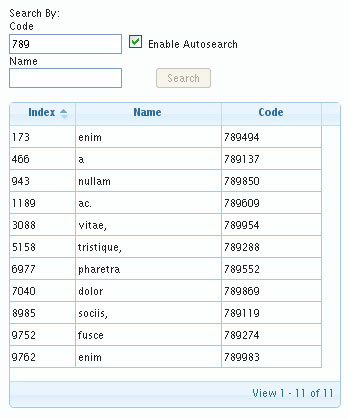 Search By:
Code
789 Enable Autosearch
Name
Search
Index Name Code
173 enim 789494
466 a 789137
943 nullam 789850
1189 ac. 789609
3088 vitae, 789954
5158 tristique, 789288
6977 pharetra 789552
7040 dolor 789869
8985 sociis, 789119
9752 fusce 789274
9762 enim 789983
View 1 - 11 of 11